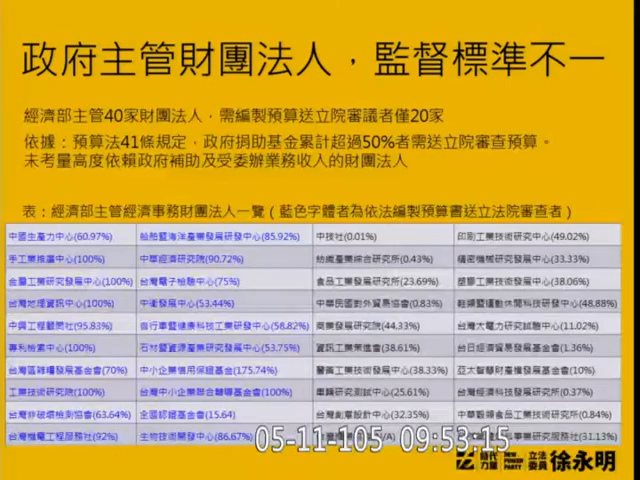 政府主管財團法人，監督標準不一
經濟部主管40家財團法人，需編製預算送立院審議者僅20家
依據：預算法41條規定，政府捐助基金累計超過50%者需送立院審查預算。
未考量高度依賴政府補助及受委辦業務收入的財團法人
表：經濟部主管經濟事務財團法人一覽（藍色字體者為依法編製預算書送立法院審查者）
中國生產力中心(60.97%) 船舶暨海洋產業發展研發中心(85.92%) 中技社(0.01%) 印刷工業技術研究中心(49.02%)
手工業推廣中心(100%) 中華經濟研究院(90.72%) 紡織產業綜合研究所(0.43%) 精密機械研究發展中心(33.33%)
金屬工業研究發展中心(100%) 台灣電子檢驗中心(75%) 食品工業發展研究所(23.69%) 塑膠工業技術發展中心(38.06%)
台灣地理資訊中心(100%) 中衛發展中心(53.44%) 中華民國對外貿易協會(0.83%) 鞋類暨運動休閒科技研發中心(48.88%)
中興工程顧問社(95.83%) 自行車暨健康科技工業研發中心(58.82%) 商業發展研究院(44.33%) 台灣大電力研究試驗中心(11.02%)
專利檢索中心(100%) 石材暨資源產業研究發展中心(53.75%) 資訊工業策進會(38.61%) 台日經濟貿易發展基金會(1.36%)
台灣區雜糧發展基金會(70%) 中小企業信用保證基金(175.74%) 醫藥工業技術發展中心(38.33%) 亞太智慧財產權發展基金(10%)
工業技術研究院(100%) 台灣中小企業聯合輔導基金會(100%) 車輛研究測試中心(25.61%) 台灣經濟科技研究所(0.37%)
台灣非破壞檢測協會(63.64%) 全國認證基金會(15.64) 台灣創意設計中心(32.35%) 中華穀類食品工業技術研究所(0.84%)
台灣機電工程服務社(92%) 生物技術開發中心(86.67%) 業研究服務社(31.13%)
05-11-105 09:53:15
時代力量 NEW POWER PARTY 立法委員 徐永明